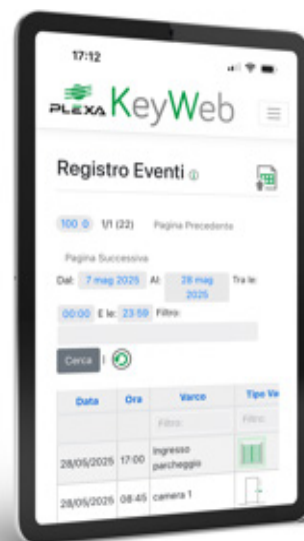 17:12
PLEXA KeyWeb
Registro Eventi
100 1/1 (22) Pagina Precedente
Pagina Successiva
Dal: 7 mag 2025 Al: 28 mag 2025 Tra le:
00:00 E le: 23:59 Filtro:
Cerca
Data Ora Varco Tipo Va
Filtro: Filtro:
28/05/2025 17:00 Ingresso parcheggio
28/05/2025 08:45 camera 1